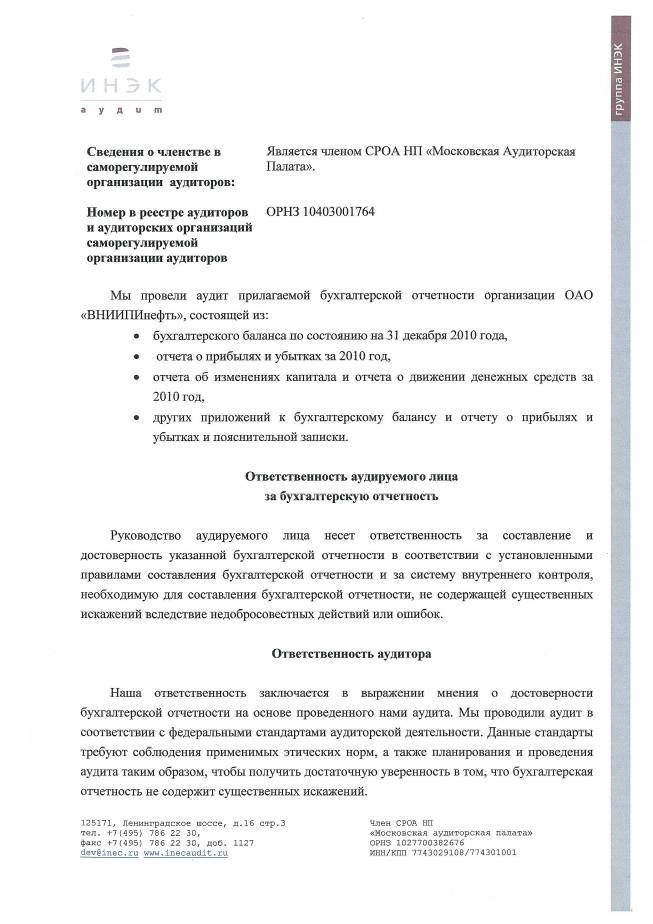 группа ИНЭК
ИНЭК
аудит
Сведения о членстве в
саморегулируемой
организации аудиторов:
Является членом СРОА НП «Московская Аудиторская
Палата».
Номер в реестре аудиторов
и аудиторских организаций
саморегулируемой
организации аудиторов
ОРНЗ 10403001764
Мы провели аудит прилагаемой бухгалтерской отчетности организации ОАО
«ВНИИПИнефть», состоящей из:
• бухгалтерского баланса по состоянию на 31 декабря 2010 года,
• отчета о прибылях и убытках за 2010 год,
• отчета об изменениях капитала и отчета о движении денежных средств за
2010 год,
• других приложений к бухгалтерскому балансу и отчету о прибылях и
убытках и пояснительной записки.
Ответственность аудируемого лица
за бухгалтерскую отчетность
Руководство аудируемого лица несет ответственность за составление и
достоверность указанной бухгалтерской отчетности в соответствии с установленными
правилами составления бухгалтерской отчетности и за систему внутреннего контроля,
необходимую для составления бухгалтерской отчетности, не содержащей существенных
искажений вследствие недобросовестных действий или ошибок.
Ответственность аудитора
Наша ответственность заключается в выражении мнения о достоверности
бухгалтерской отчетности на основе проведенного нами аудита. Мы проводили аудит в
соответствии с федеральными стандартами аудиторской деятельности. Данные стандарты
требуют соблюдения применимых этических норм, а также планирования и проведения
аудита таким образом, чтобы получить достаточную уверенность в том, что бухгалтерская
отчетность не содержит существенных искажений.
125171, Ленинградское шоссе, д.16 стр.3
тел. +7(495) 786 22 30,
факс +7(495) 786 22 30, доб. 1127
dev@inec.ru www.inecaudit.ru
Член СРОА НП
«Московская аудиторская палата»
ОРНЗ 1027700382676
ИНН/КПП 7743029108/774301001